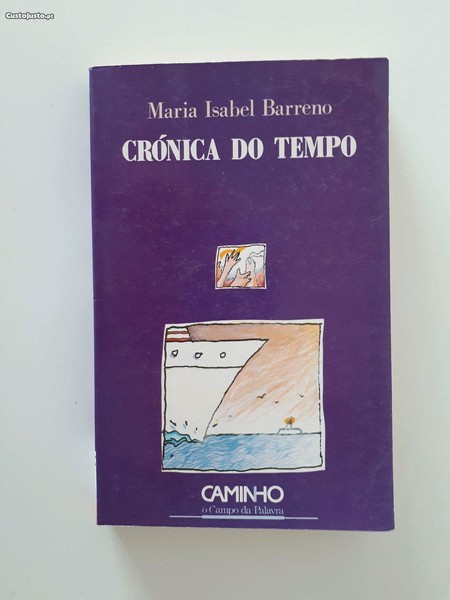 CustoJusto.pt
Maria Isabel Barreno
CRÓNICA DO TEMPO
CAMINHO
o Campo da Palavra